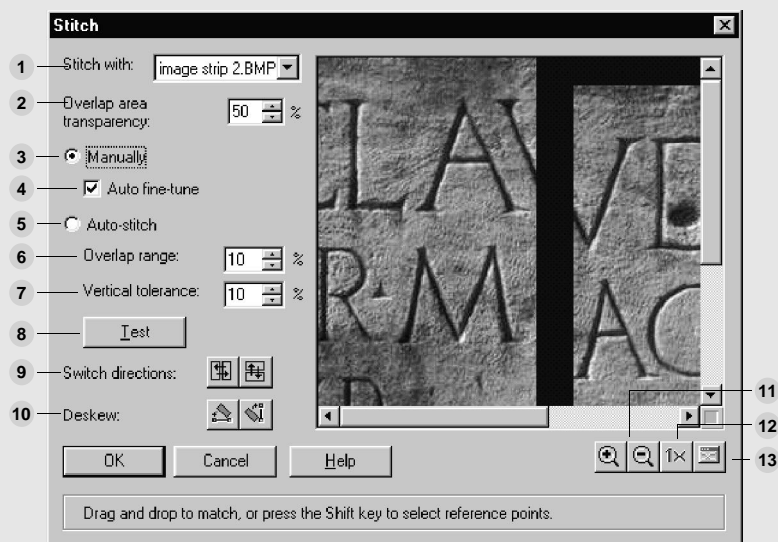 Stitch
1 Stitch with: image strip 2.BMP
2 Overlap area transparency: 50 %
3 Manually
4 Auto fine-tune
5 Auto-stitch
6 Overlap range: 10 %
7 Vertical tolerance: 10 %
8 Test
9 Switch directions:
10 Deskew:
LAV
VE
R·M
AC
11
12
1x
13
OK Cancel Help
Drag and drop to match, or press the Shift key to select reference points.